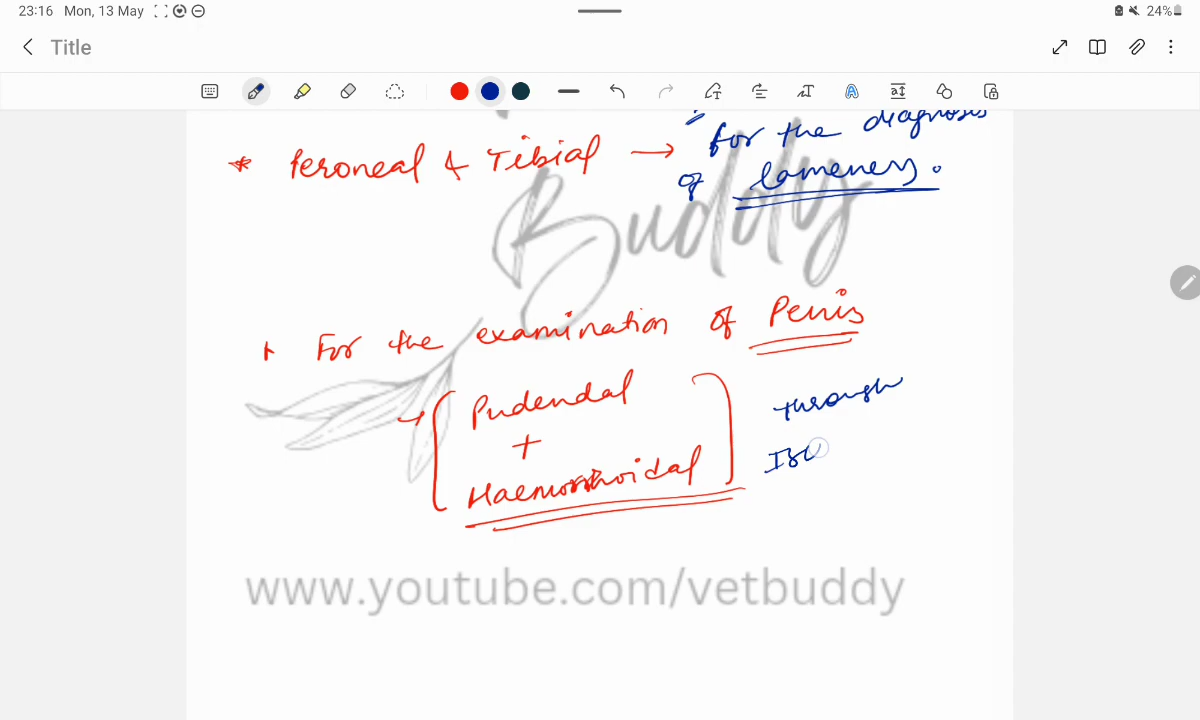 23:16 Mon, 13 May 24%
Title
for the diagnosis
* Peroneal & Tibial → of lameness.
Buddy
For the examination of Penis
Pudendal through
+
Haemorrhoidal
www.youtube.com/vetbuddy